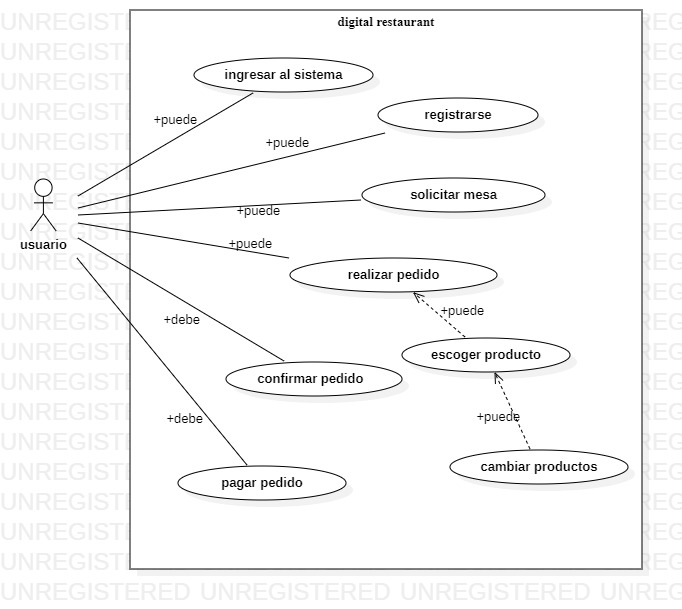 digital restaurant
ingresar al sistema
+puede
registrarse
+puede
solicitar mesa
+puede
usuario
+puede
realizar pedido
+puede
+debe
escoger producto
confirmar pedido
+debe
+puede
cambiar productos
pagar pedido
UNREGISTERED UNREGISTERED UNREGISTERED UNREG